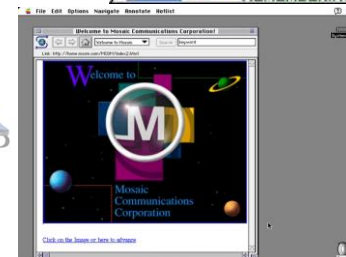 File Edit Options Navigate Annotate Hotlist
Welcome to Mosaic Communications Corporation!
Welcome to Mosaic
Search
keyword
Welcome to
M
Mosaic
Communications
Corporation
Click on the Image or here to advance